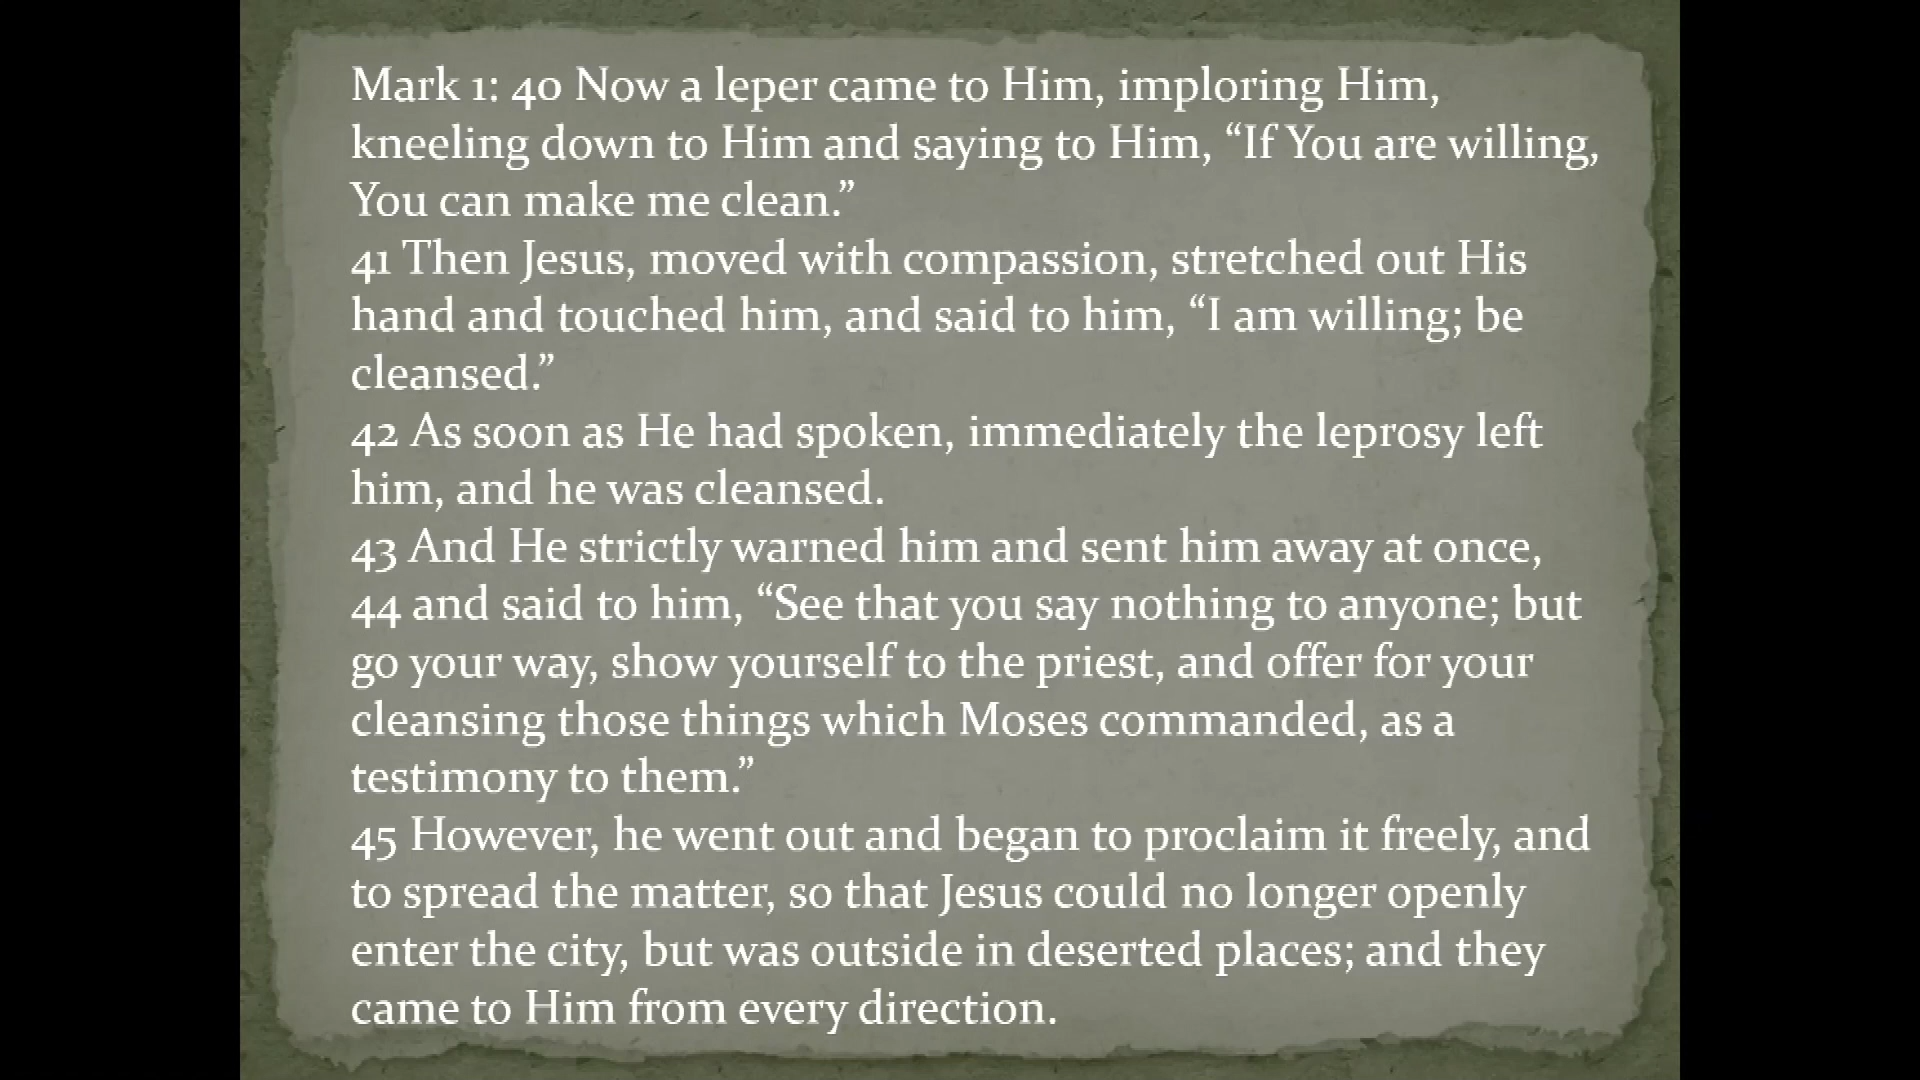 Mark 1: 40 Now a leper came to Him, imploring Him,
kneeling down to Him and saying to Him, “If You are willing,
You can make me clean.”
41 Then Jesus, moved with compassion, stretched out His
hand and touched him, and said to him, “I am willing; be
cleansed.”
42 As soon as He had spoken, immediately the leprosy left
him, and he was cleansed.
43 And He strictly warned him and sent him away at once,
44 and said to him, “See that you say nothing to anyone; but
go your way, show yourself to the priest, and offer for your
cleansing those things which Moses commanded, as a
testimony to them.”
45 However, he went out and began to proclaim it freely, and
to spread the matter, so that Jesus could no longer openly
enter the city, but was outside in deserted places; and they
came to Him from every direction.